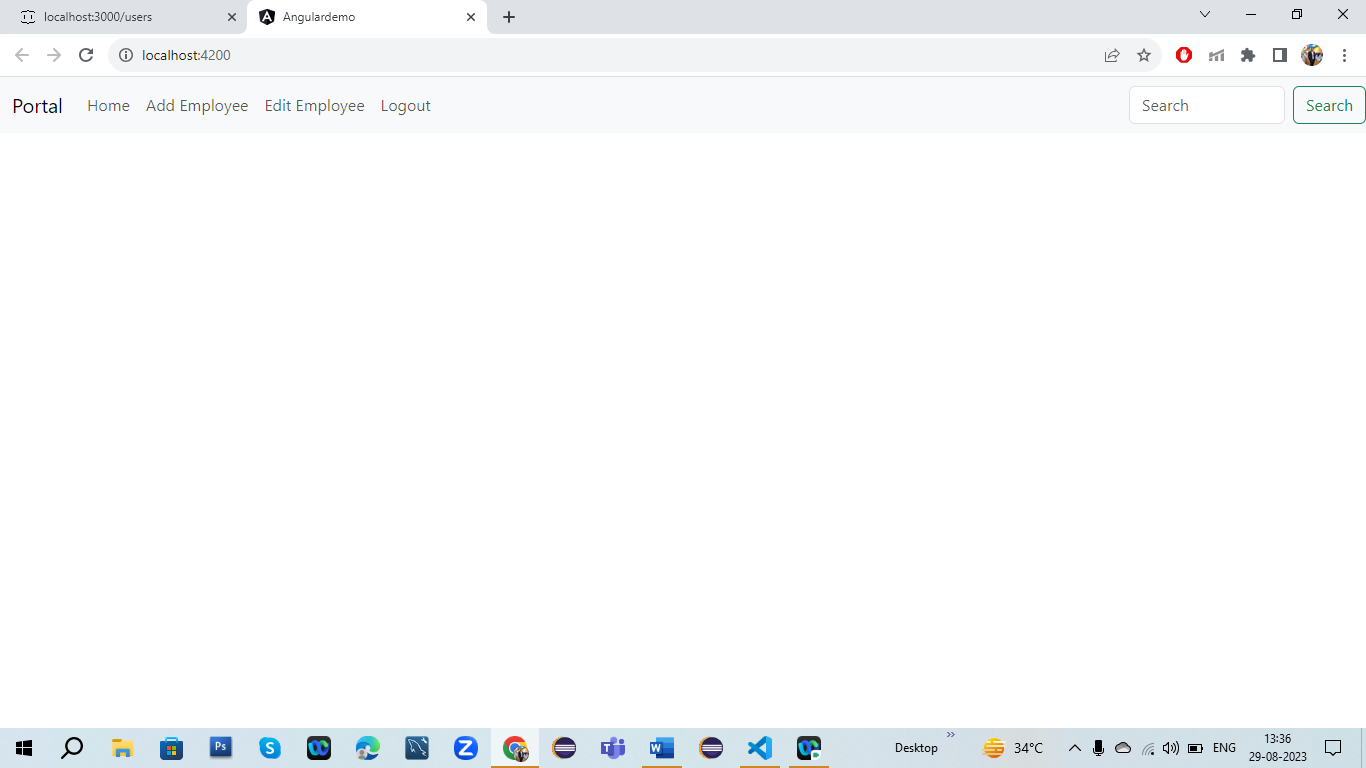 localhost:3000/users
Angulardemo
localhost:4200
Portal Home Add Employee Edit Employee Logout Search Search
Ps
S
Z
T
W
Desktop
34°C
ENG
13:36
29-08-2023